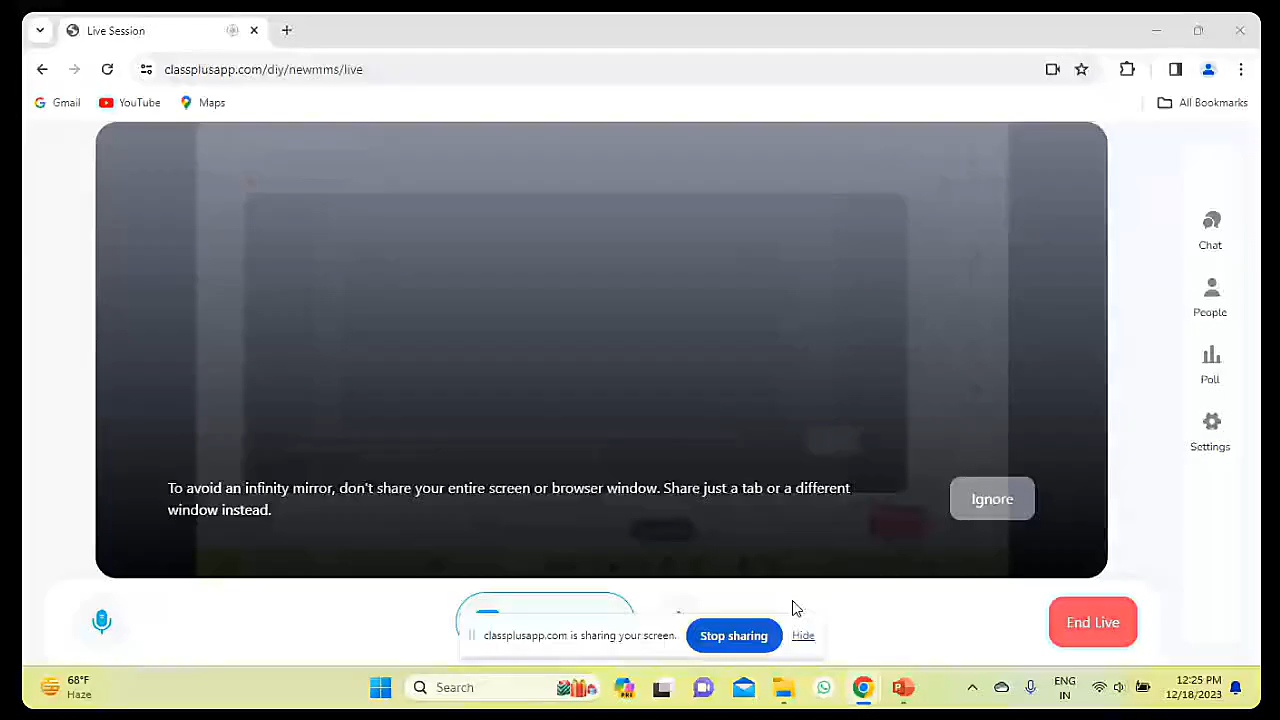 Live Session
classplusapp.com/diy/newmms/live
Gmail YouTube Maps All Bookmarks
Chat
People
Poll
Settings
To avoid an infinity mirror, don't share your entire screen or browser window. Share just a tab or a different
window instead.
Ignore
classplusapp.com is sharing your screen. Stop sharing Hide
End Live
68°F
Haze
Search
PRE
ENG
IN
12:25 PM
12/18/2023